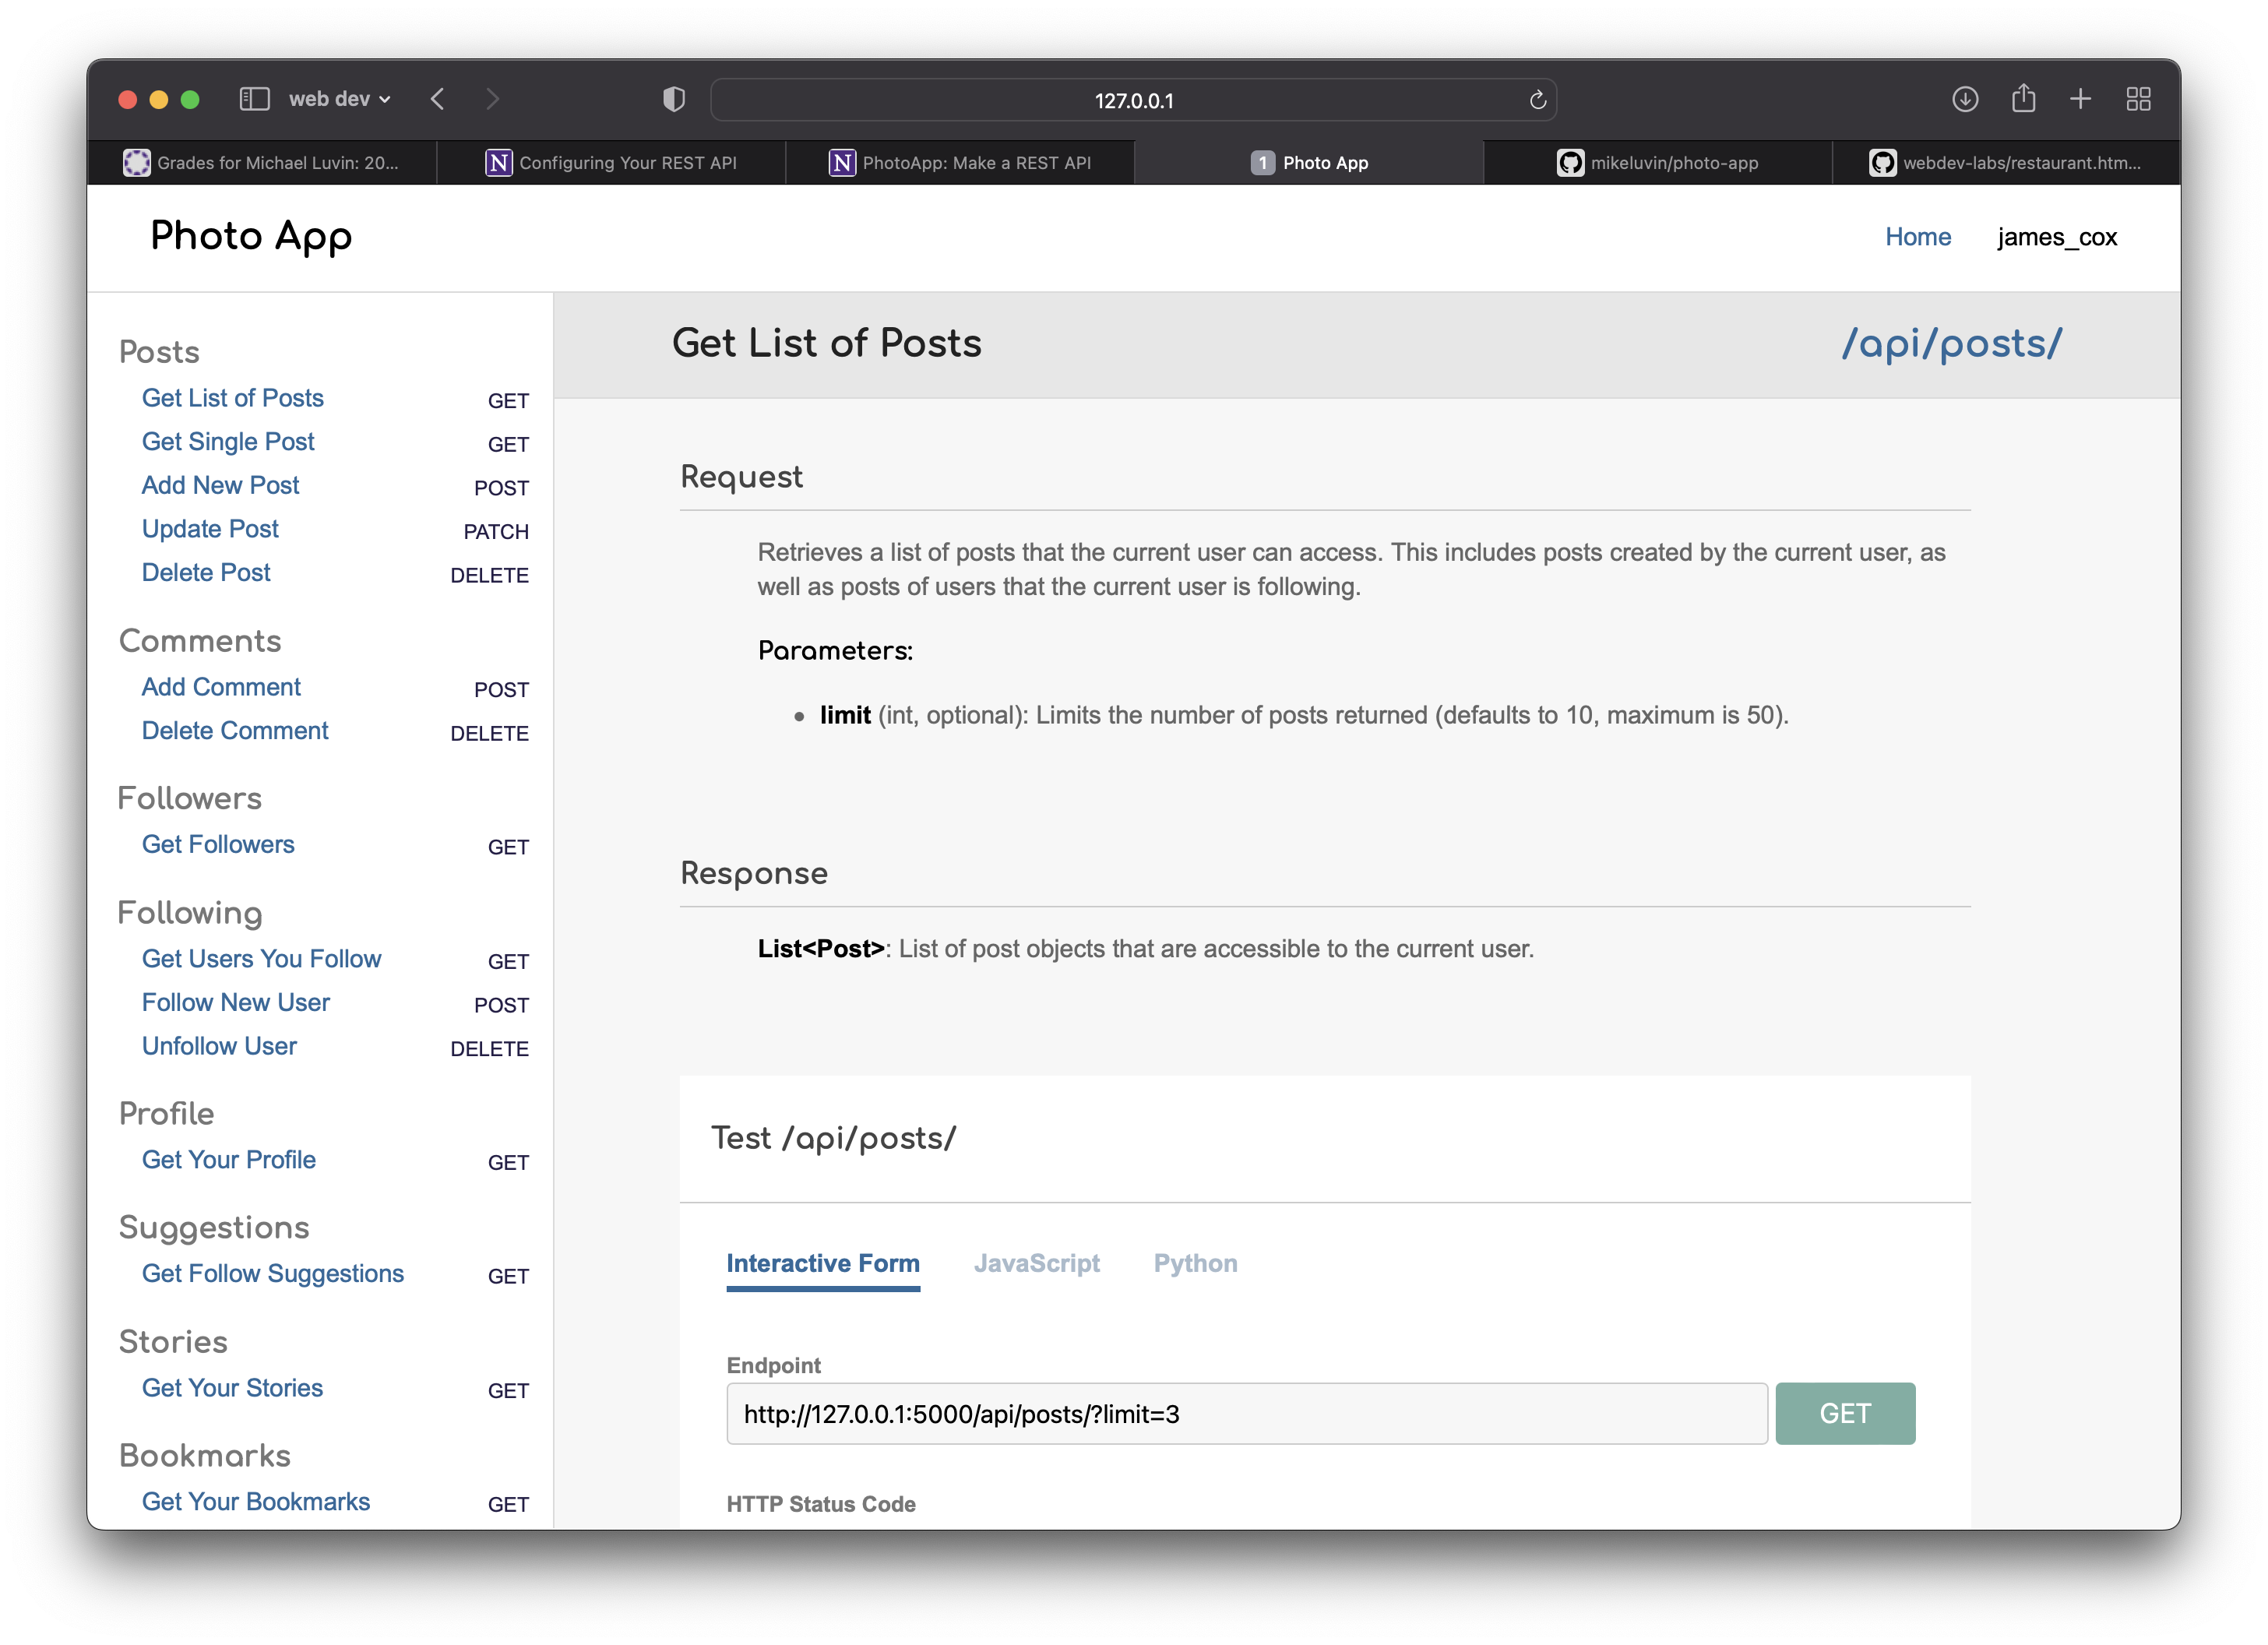 web dev
127.0.0.1
Grades for Michael Luvin: 20...
N Configuring Your REST API
N PhotoApp: Make a REST API
1 Photo App
mikeluvin/photo-app
webdev-labs/restaurant.htm...
Photo App
Home
james_cox
Posts
Get List of Posts GET
Get Single Post GET
Add New Post POST
Update Post PATCH
Delete Post DELETE
Comments
Add Comment POST
Delete Comment DELETE
Followers
Get Followers GET
Following
Get Users You Follow GET
Follow New User POST
Unfollow User DELETE
Profile
Get Your Profile GET
Suggestions
Get Follow Suggestions GET
Stories
Get Your Stories GET
Bookmarks
Get Your Bookmarks GET
Get List of Posts /api/posts/
Request
Retrieves a list of posts that the current user can access. This includes posts created by the current user, as
well as posts of users that the current user is following.
Parameters:
• limit (int, optional): Limits the number of posts returned (defaults to 10, maximum is 50).
Response
List<Post>: List of post objects that are accessible to the current user.
Test /api/posts/
Interactive Form JavaScript Python
Endpoint
http://127.0.0.1:5000/api/posts/?limit=3 GET
HTTP Status Code